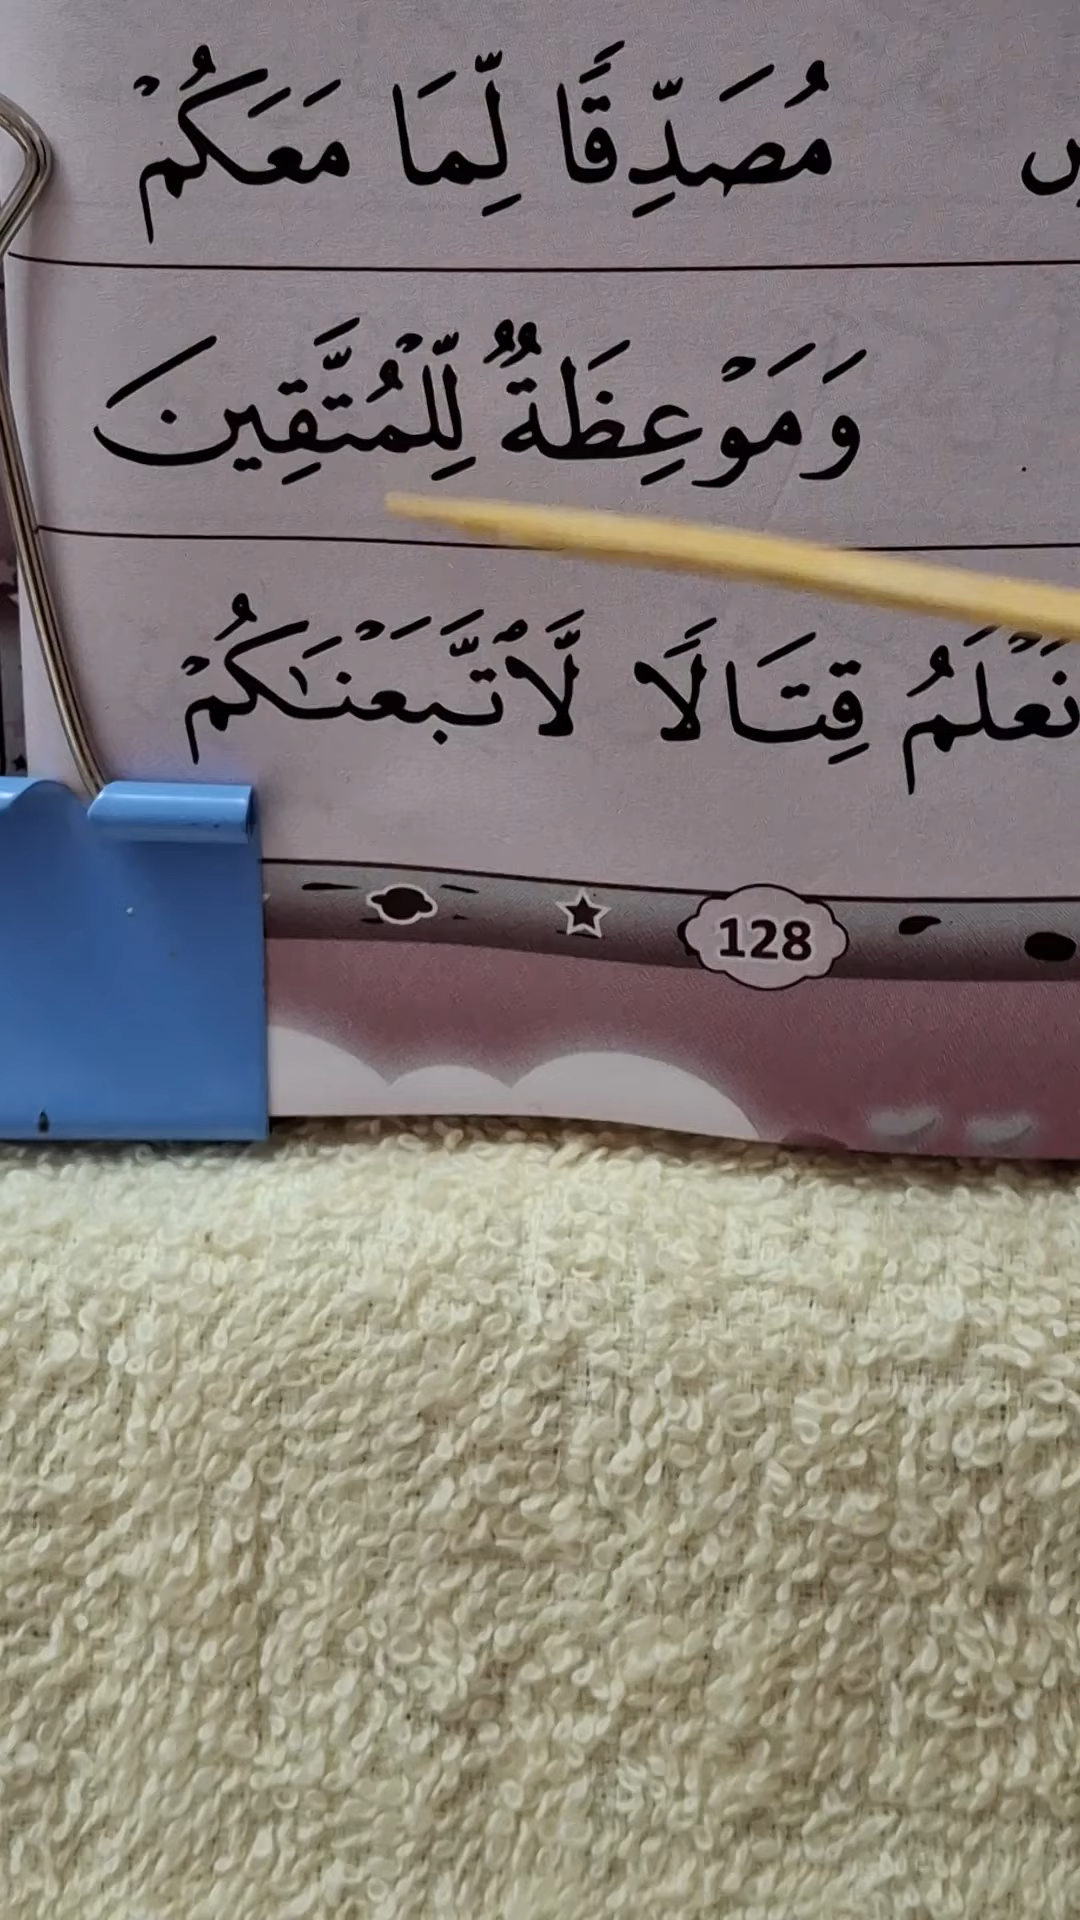 مُصَدِّقًا لِّمَا مَعَكُمْ
وَمَوْعِظَةٌ لِّلْمُتَّقِينَ
نَعْلَمُ قِتَالًا لَّاتَّبَعْنَٰكُمْ
128